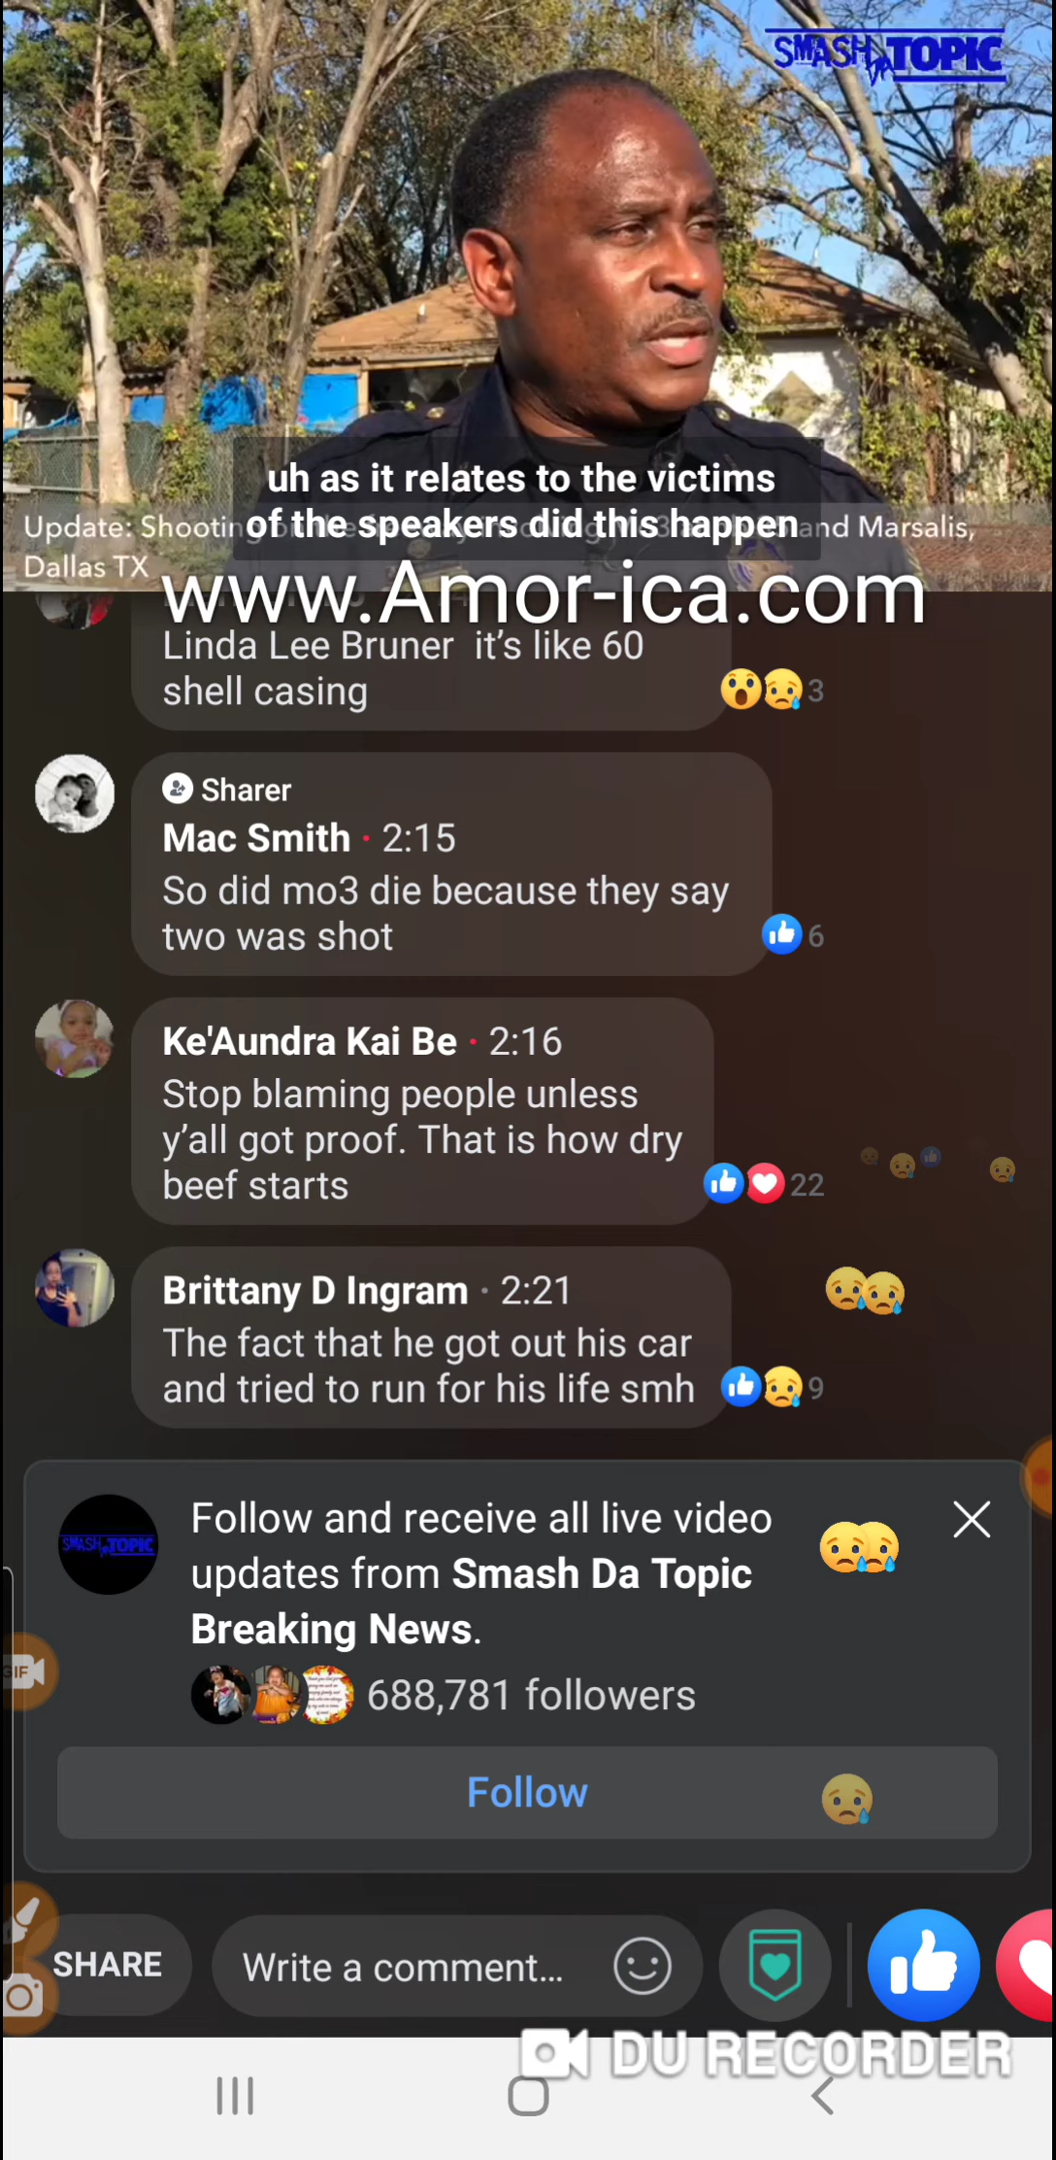 SMASH DA TOPIC
uh as it relates to the victims
of the speakers did this happen
Update: Shooting
and Marsalis,
Dallas TX
www.Amor-ica.com
Linda Lee Bruner it's like 60
shell casing
3
Sharer
Mac Smith · 2:15
So did mo3 die because they say
two was shot
6
Ke'Aundra Kai Be · 2:16
Stop blaming people unless
y'all got proof. That is how dry
beef starts
22
Brittany D Ingram · 2:21
The fact that he got out his car
and tried to run for his life smh
9
SMASH DA TOPIC
Follow and receive all live video
updates from Smash Da Topic
Breaking News.
GIF
688,781 followers
Follow
SHARE
Write a comment...
DU RECORDER